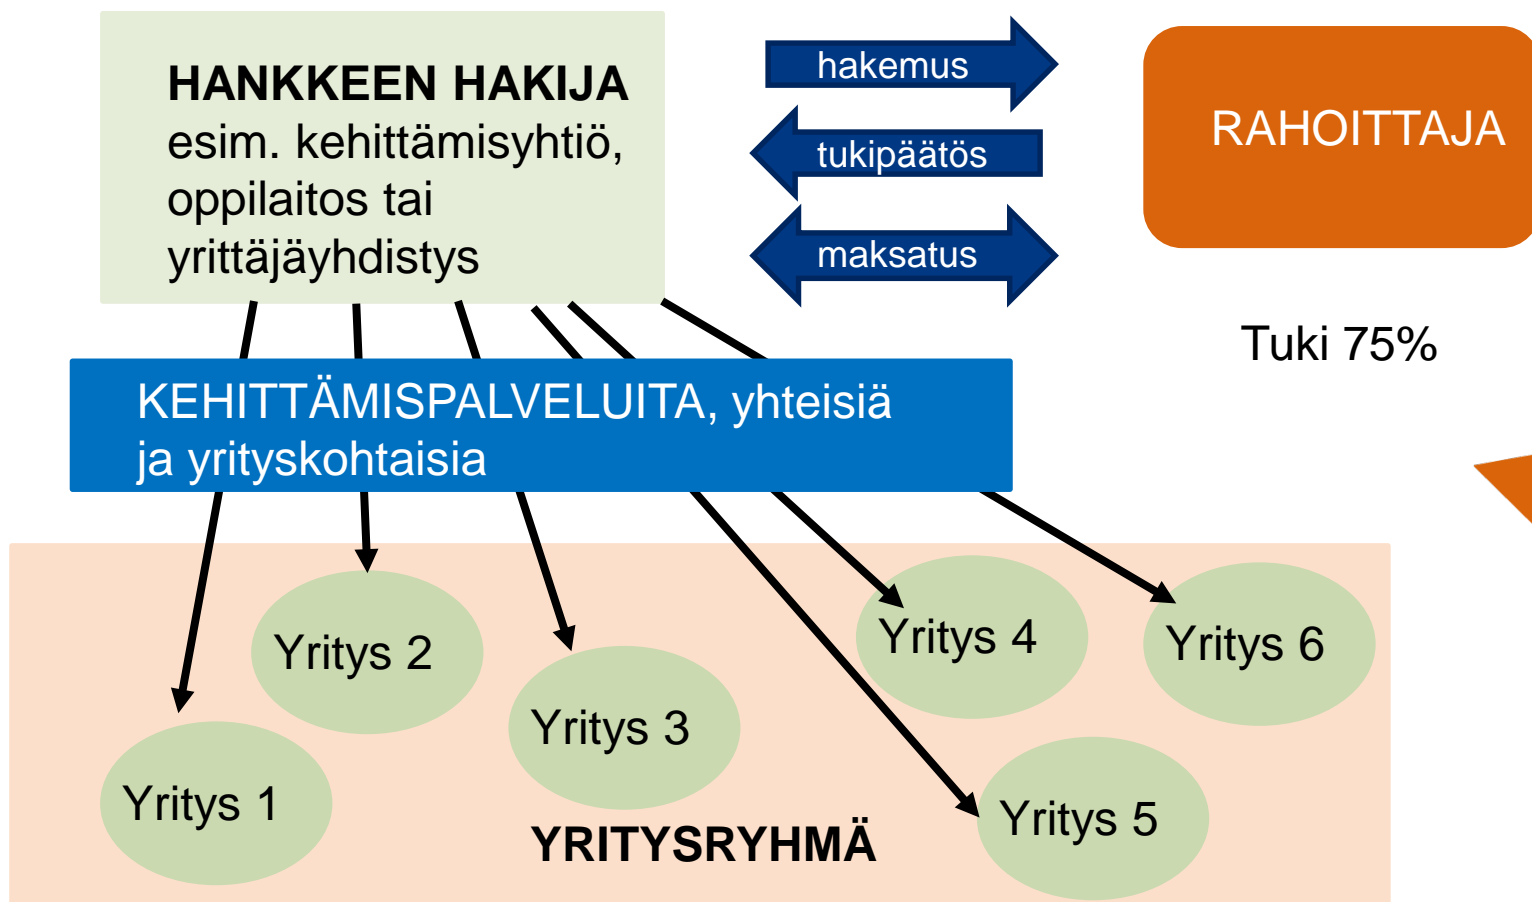 HANKKEEN HAKIJA
esim. kehittämisyhtiö,
oppilaitos tai
yrittäjäyhdistys
hakemus
tukipäätös
maksatus
RAHOITTAJA
Tuki 75%
KEHITTÄMISPALVELUITA, yhteisiä
ja yrityskohtaisia
Yritys 1
Yritys 2
Yritys 3
Yritys 4
Yritys 5
Yritys 6
YRITYSRYHMÄ